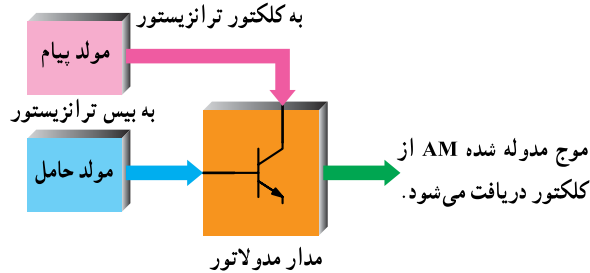 به کلکتور ترانزیستور
مولد پیام
به بیس ترانزیستور
مولد حامل
موج مدوله شده AM از
کلکتور دریافت می‌شود.
مدار مدولاتور